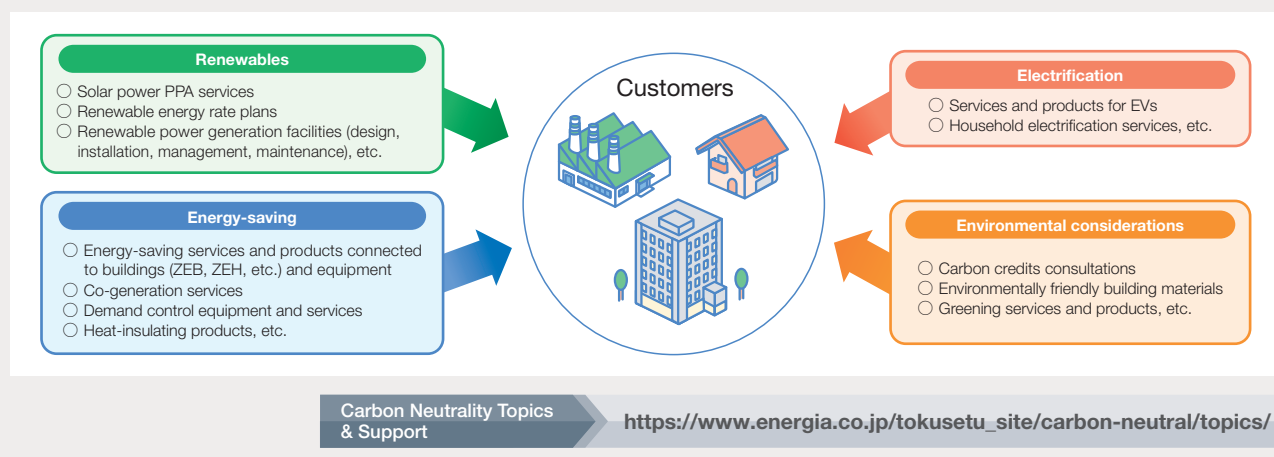 Renewables
○ Solar power PPA services
○ Renewable energy rate plans
○ Renewable power generation facilities (design,
installation, management, maintenance), etc.
Energy-saving
○ Energy-saving services and products connected
to buildings (ZEB, ZEH, etc.) and equipment
○ Co-generation services
○ Demand control equipment and services
○ Heat-insulating products, etc.
Customers
Electrification
○ Services and products for EVs
○ Household electrification services, etc.
Environmental considerations
○ Carbon credits consultations
○ Environmentally friendly building materials
○ Greening services and products, etc.
Carbon Neutrality Topics
& Support
https://www.energia.co.jp/tokusetu_site/carbon-neutral/topics/